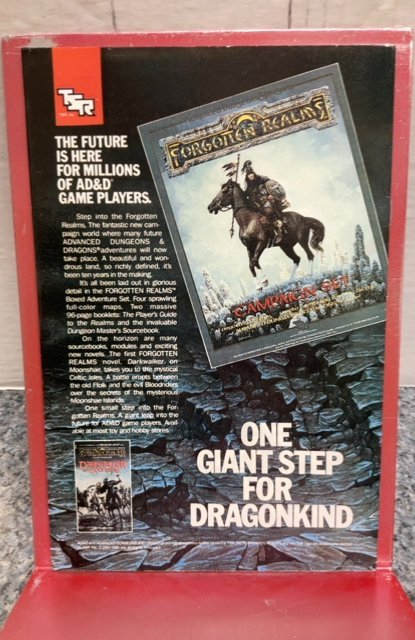 TSR
TSR, Inc.
THE FUTURE
IS HERE
FOR MILLIONS
OF AD&D®
GAME PLAYERS.
Step into the Forgotten
Realms. The fantastic new cam-
paign world where many future
ADVANCED DUNGEONS &
DRAGONS® adventures will now
take place. A beautiful and won-
drous land, so richly defined, it's
been ten years in the making.
It's all been laid out in glorious
detail in the FORGOTTEN REALMS™
Boxed Adventure Set. Four sprawling
full-color maps. Two massive
96-page booklets: The Player's Guide
to the Realms and the invaluable
Dungeon Master's Sourcebook.
On the horizon are many
sourcebooks, modules and exciting
new novels. The first FORGOTTEN
REALMS novel, Darkwalker on
Moonshae, takes you to the mystical
Celtic Isles. A battle erupts between
the old Ffolk and the evil Bloodriders
over the secrets of the mysterious
Moonshae Islands.
One small step into the For-
gotten Realms. A giant leap into the
future for AD&D game players. Avail-
able at most toy and hobby stores.
FORGOTTEN REALMS
CAMPAIGN SET
DARKWALKER
ONE
GIANT STEP
FOR
DRAGONKIND